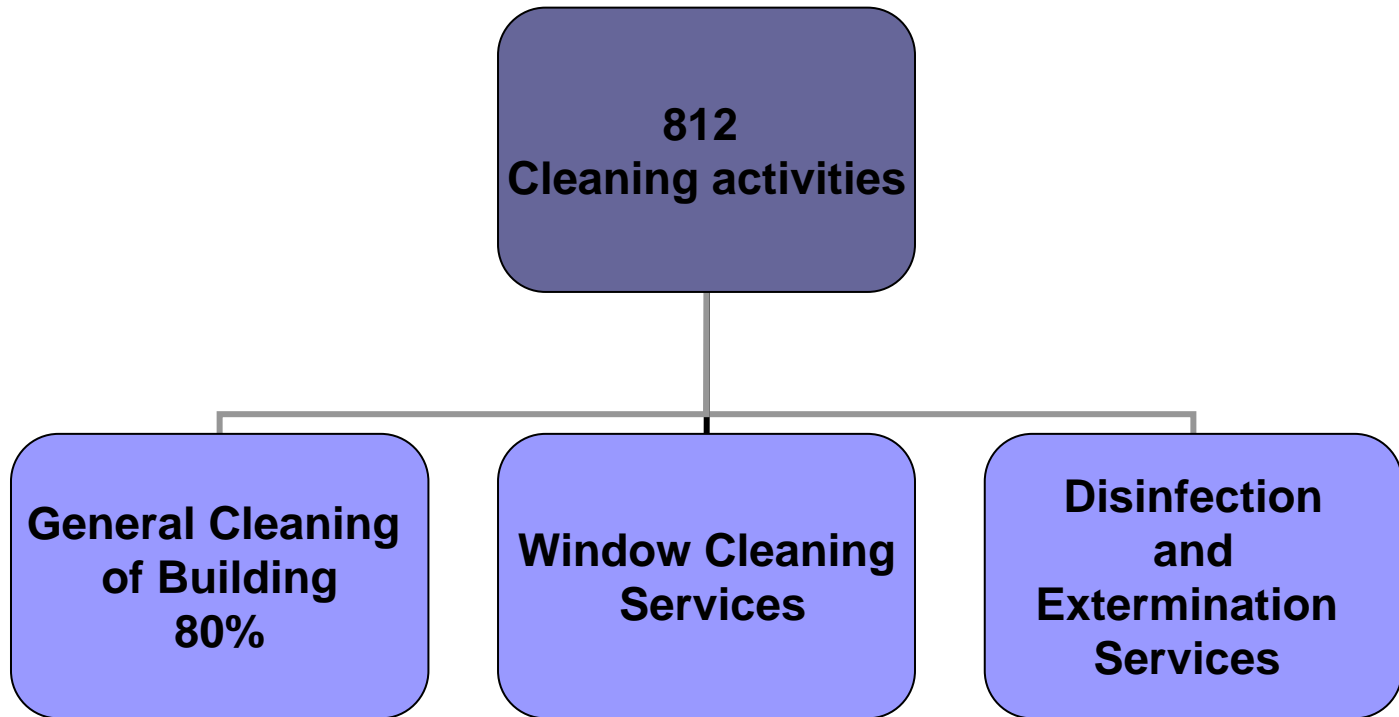 812
Cleaning activities
General Cleaning
of Building
80%
Window Cleaning
Services
Disinfection
and
Extermination
Services